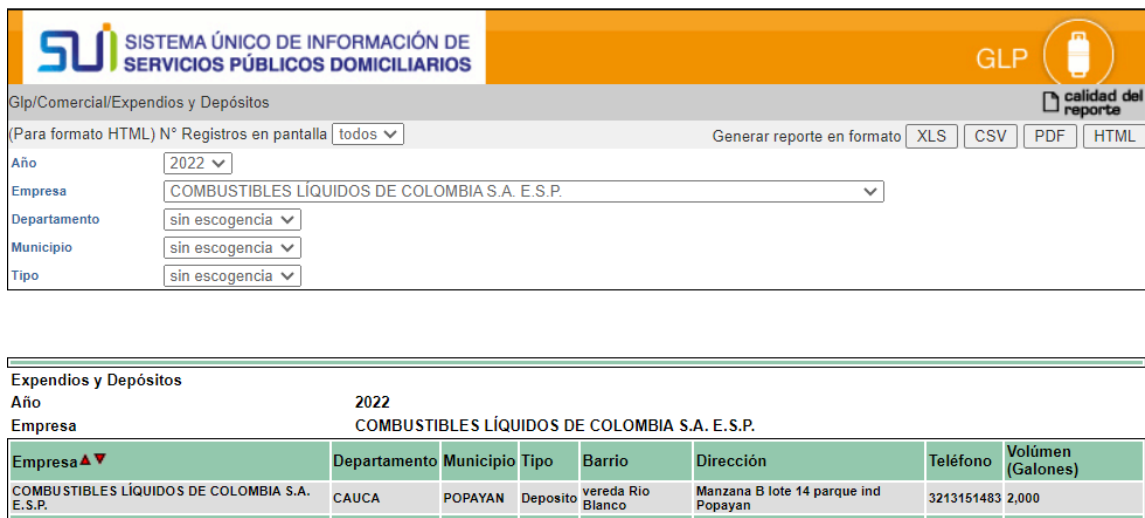 SUI SISTEMA ÚNICO DE INFORMACIÓN DE
SERVICIOS PÚBLICOS DOMICILIARIOS
GLP
Glp/Comercial/Expendios y Depósitos
calidad del
reporte
(Para formato HTML) N° Registros en pantalla todos
Generar reporte en formato XLS CSV PDF HTML
Año 2022
Empresa COMBUSTIBLES LÍQUIDOS DE COLOMBIA S.A. E.S.P.
Departamento sin escogencia
Municipio sin escogencia
Tipo sin escogencia
Expendios y Depósitos
Año 2022
Empresa COMBUSTIBLES LÍQUIDOS DE COLOMBIA S.A. E.S.P.
Empresa Departamento Municipio Tipo Barrio Dirección Teléfono Volúmen (Galones)
COMBUSTIBLES LÍQUIDOS DE COLOMBIA S.A. E.S.P. CAUCA POPAYAN Deposito vereda Rio Blanco Manzana B lote 14 parque ind Popayan 3213151483 2,000